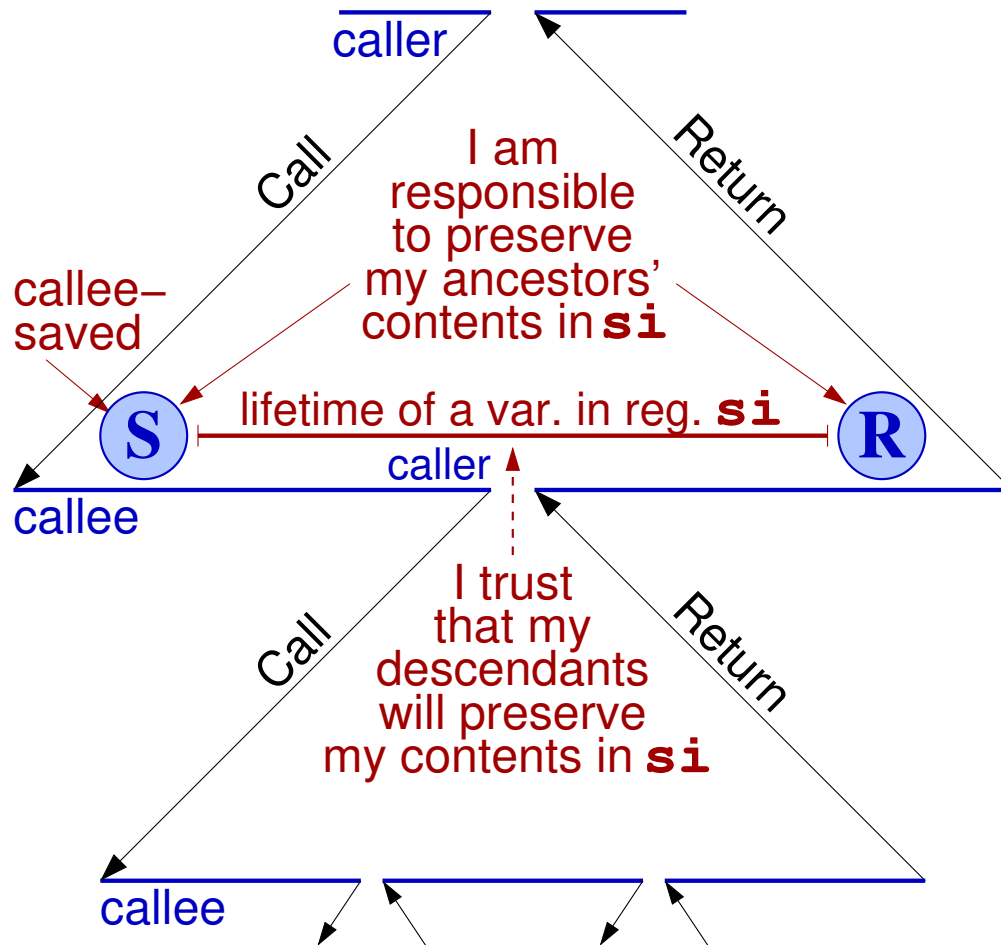 caller
Call
Return
I am
responsible
to preserve
my ancestors’
contents in si
callee–
saved
S
lifetime of a var. in reg. si
R
caller
callee
Call
Return
I trust
that my
descendants
will preserve
my contents in si
callee